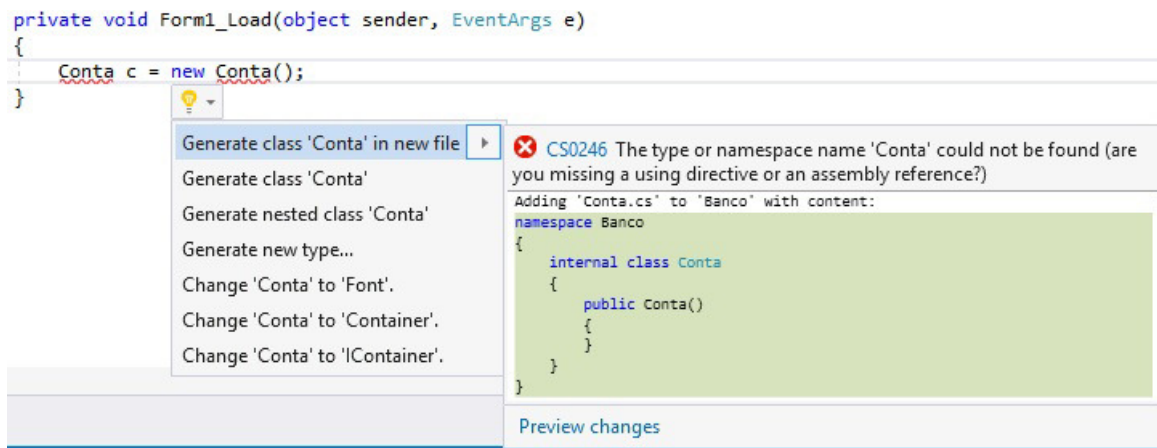 private void Form1_Load(object sender, EventArgs e)
{
    Conta c = new Conta();
}
Generate class 'Conta' in new file
Generate class 'Conta'
Generate nested class 'Conta'
Generate new type...
Change 'Conta' to 'Font'.
Change 'Conta' to 'Container'.
Change 'Conta' to 'IContainer'.
CS0246 The type or namespace name 'Conta' could not be found (are
you missing a using directive or an assembly reference?)
Adding 'Conta.cs' to 'Banco' with content:
namespace Banco
{
    internal class Conta
    {
        public Conta()
        {
        }
    }
}
Preview changes